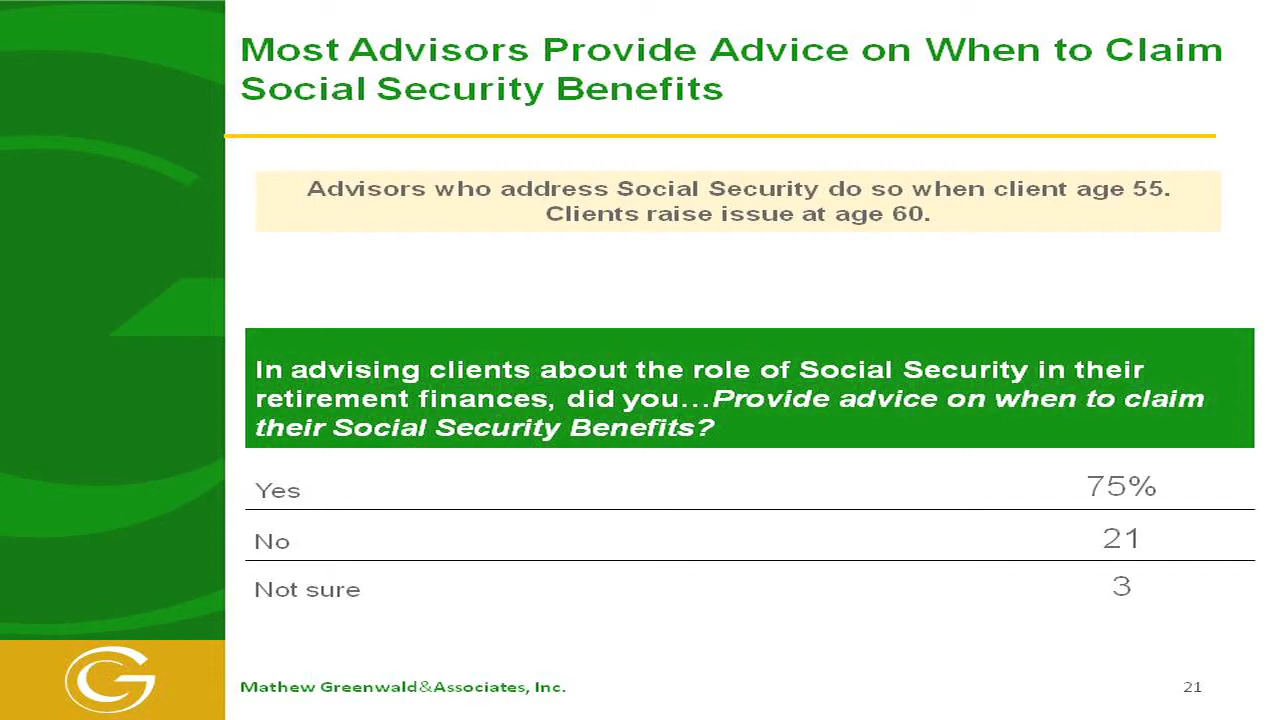 Most Advisors Provide Advice on When to Claim
Social Security Benefits
Advisors who address Social Security do so when client age 55.
Clients raise issue at age 60.
In advising clients about the role of Social Security in their
retirement finances, did you…Provide advice on when to claim
their Social Security Benefits?
Yes 75%
No 21
Not sure 3
Mathew Greenwald&Associates, Inc. 21